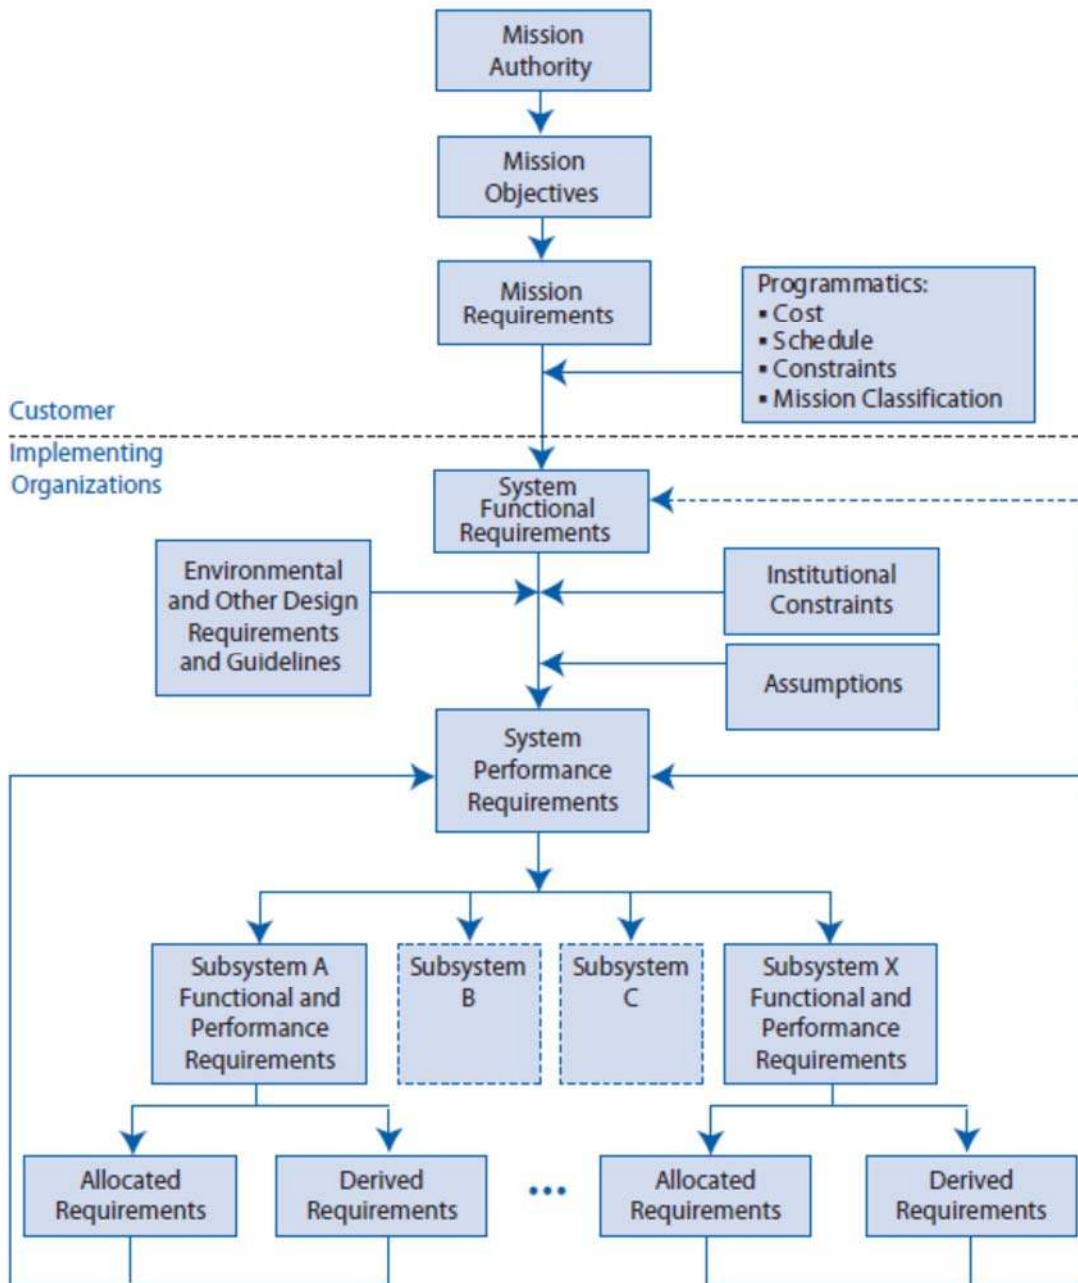 Mission
Authority
Mission
Objectives
Mission
Requirements
Programmatics:
▪ Cost
▪ Schedule
▪ Constraints
▪ Mission Classification
Customer
Implementing
Organizations
System
Functional
Requirements
Environmental
and Other Design
Requirements
and Guidelines
Institutional
Constraints
Assumptions
System
Performance
Requirements
Subsystem A
Functional and
Performance
Requirements
Subsystem
B
Subsystem
C
Subsystem X
Functional and
Performance
Requirements
Allocated
Requirements
Derived
Requirements
...
Allocated
Requirements
Derived
Requirements